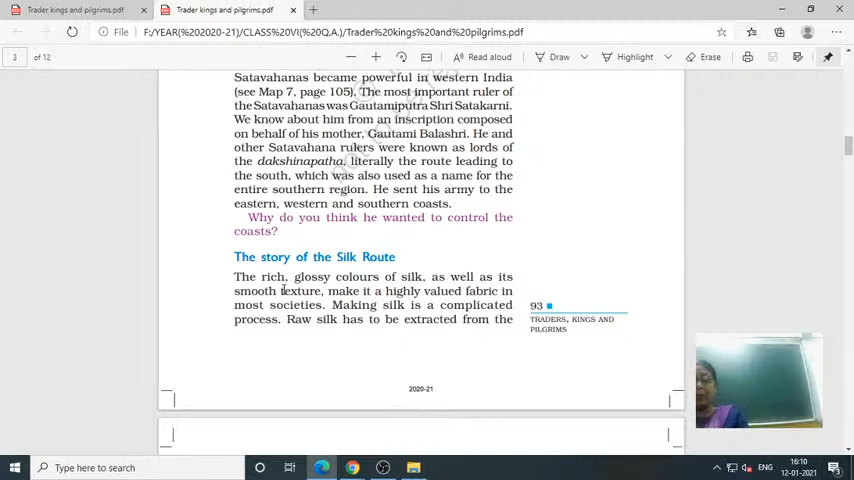 Trader kings and pilgrims.pdf
Trader kings and pilgrims.pdf
File
F:/YEAR(%202020-21)/CLASS%20VI(%20Q.A.)/Trader%20kings%20and%20pilgrims.pdf
3 of 12
Read aloud
Draw
Highlight
Erase
Satavahanas became powerful in western India
(see Map 7, page 105). The most important ruler of
the Satavahanas was Gautamiputra Shri Satakarni.
We know about him from an inscription composed
on behalf of his mother, Gautami Balashri. He and
other Satavahana rulers were known as lords of
the dakshinapatha, literally the route leading to
the south, which was also used as a name for the
entire southern region. He sent his army to the
eastern, western and southern coasts.
Why do you think he wanted to control the
coasts?
The story of the Silk Route
The rich, glossy colours of silk, as well as its
smooth texture, make it a highly valued fabric in
most societies. Making silk is a complicated
process. Raw silk has to be extracted from the
93
TRADERS, KINGS AND
PILGRIMS
2020-21
Type here to search
ENG
16:10
12-01-2021